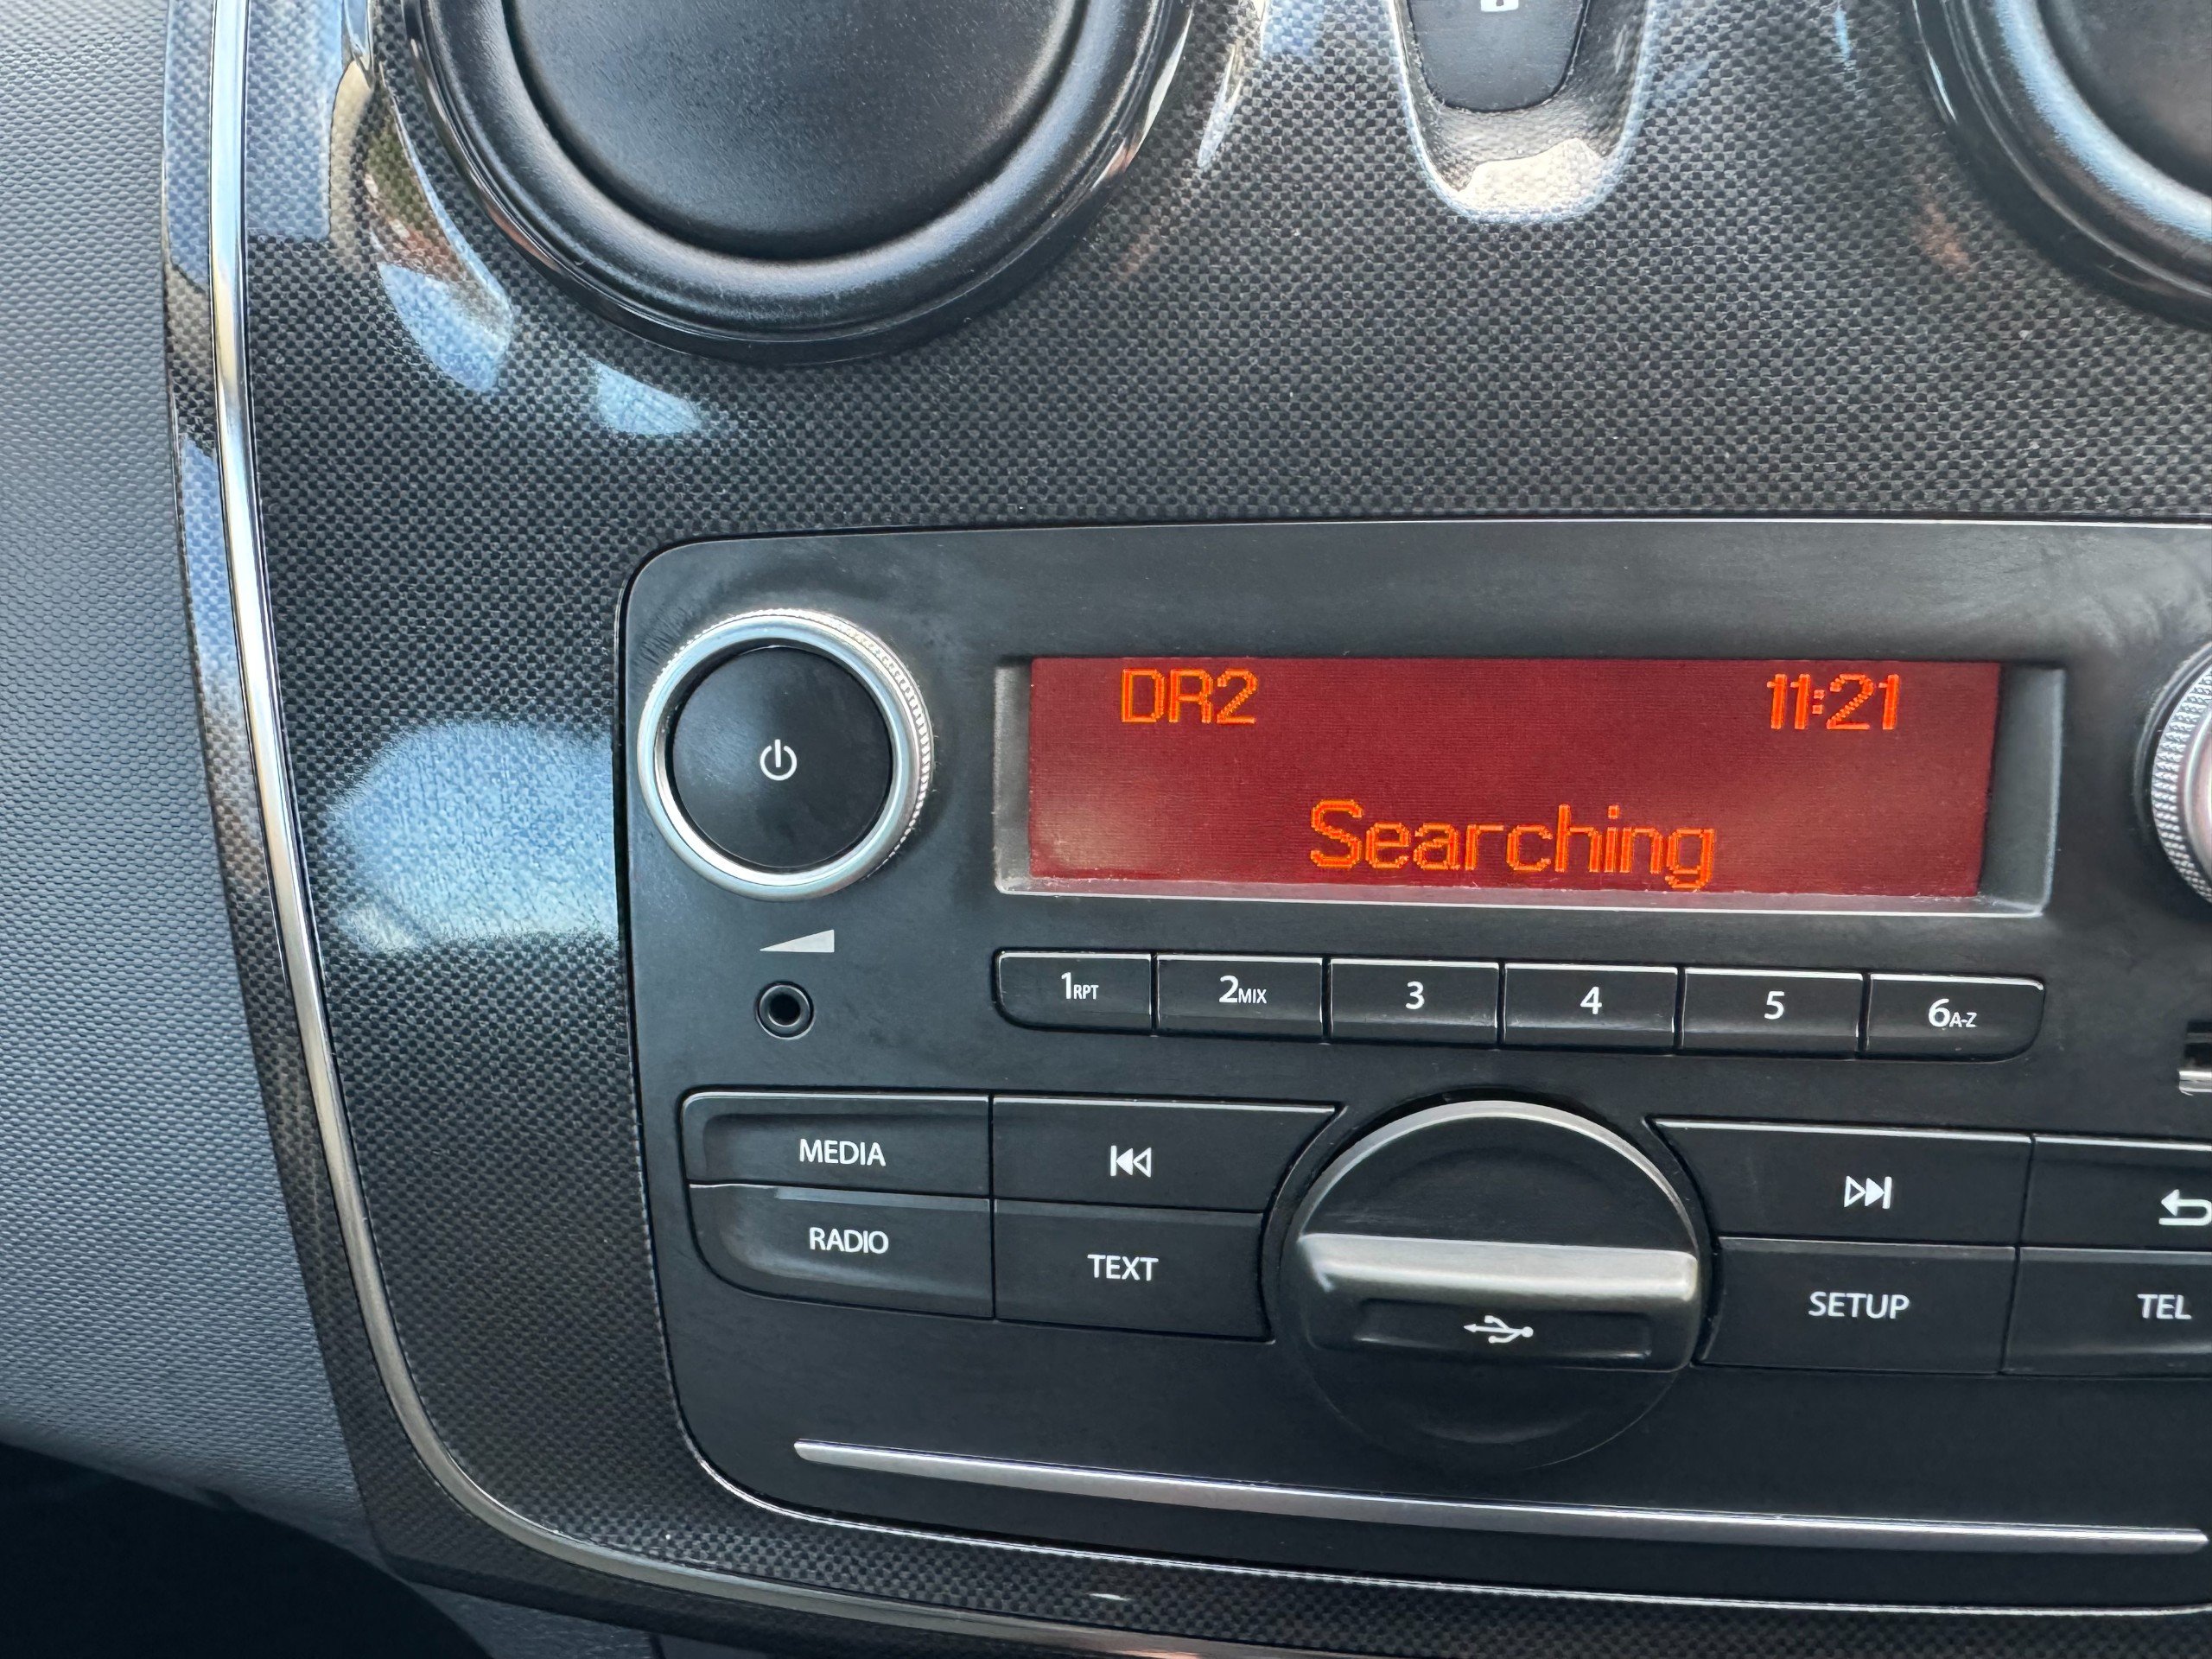 DR2 11:21
Searching
1RPT 2MIX 3 4 5 6A-Z
MEDIA
RADIO TEXT SETUP TEL